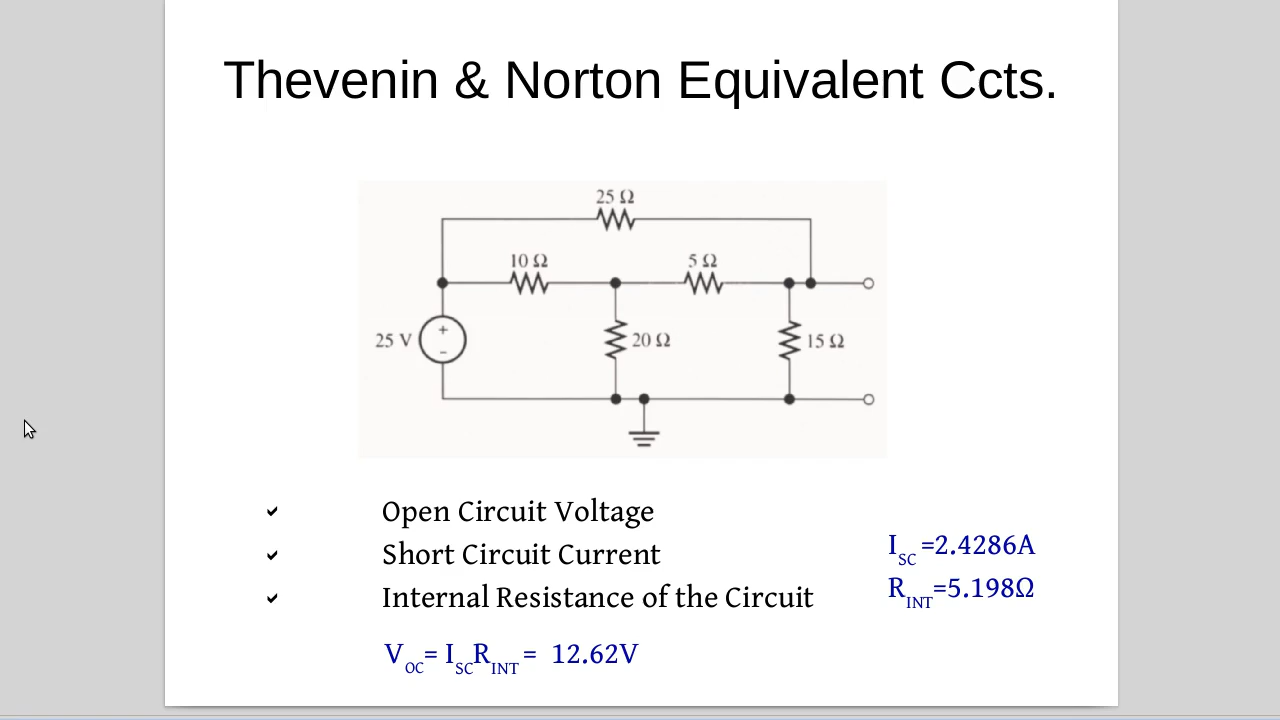 Thevenin & Norton Equivalent Ccts.
25 Ω
10 Ω
5 Ω
25 V
+
−
20 Ω
15 Ω
Open Circuit Voltage
Short Circuit Current
Internal Resistance of the Circuit
I_SC =2.4286A
R_INT=5.198Ω
V_OC= I_SC R_INT = 12.62V